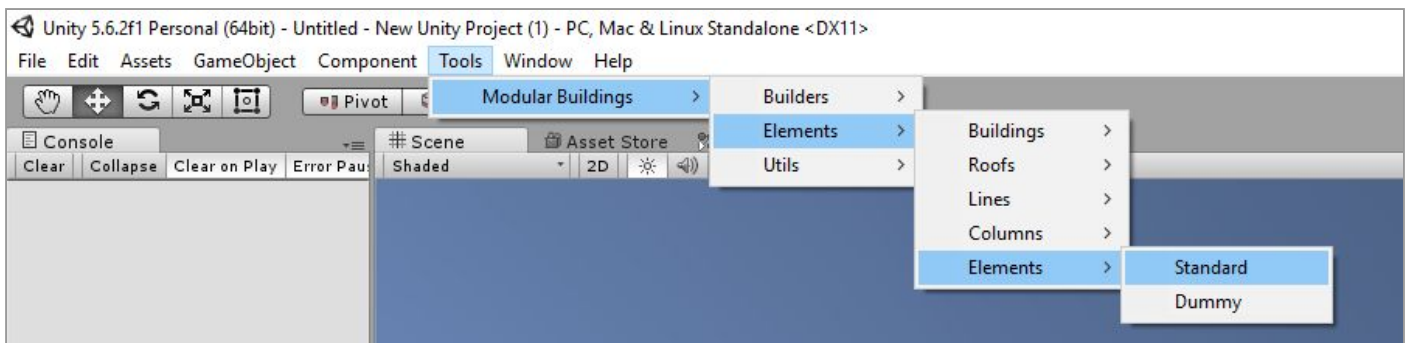 Unity 5.6.2f1 Personal (64bit) - Untitled - New Unity Project (1) - PC, Mac & Linux Standalone <DX11>
File Edit Assets GameObject Component Tools Window Help
Pivot Modular Buildings > Builders >
Console # Scene Asset Store Elements > Buildings >
Clear Collapse Clear on Play Error Pau Shaded 2D Utils > Roofs >
Lines >
Columns >
Elements > Standard
Dummy